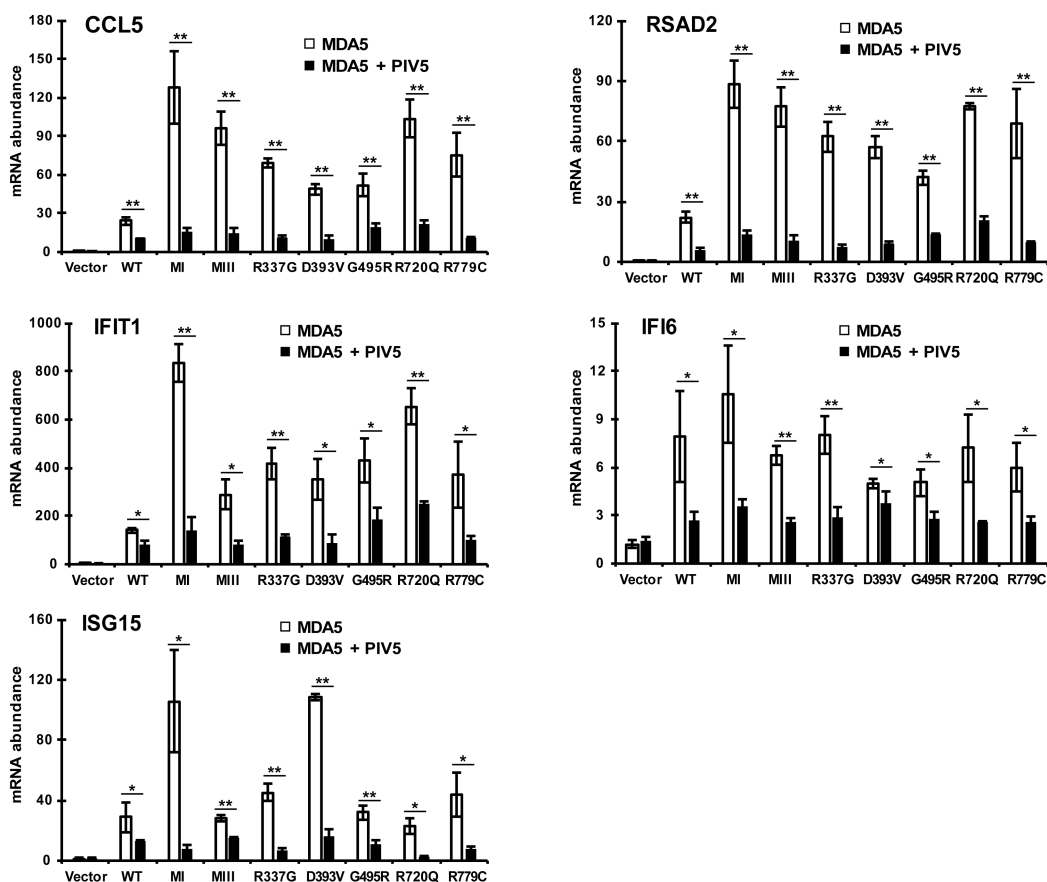 CCL5
MDA5
MDA5 + PIV5
mRNA abundance
180
150
120
90
60
30
0
** ** ** ** ** ** ** **
Vector WT MI MIII R337G D393V G495R R720Q R779C
RSAD2
MDA5
MDA5 + PIV5
mRNA abundance
120
90
60
30
0
** ** ** ** ** ** ** **
Vector WT MI MIII R337G D393V G495R R720Q R779C
IFIT1
MDA5
MDA5 + PIV5
mRNA abundance
1000
800
600
400
200
0
* ** * ** * * ** *
Vector WT MI MIII R337G D393V G495R R720Q R779C
IFI6
MDA5
MDA5 + PIV5
mRNA abundance
15
12
9
6
3
0
* * ** ** * * * *
Vector WT MI MIII R337G D393V G495R R720Q R779C
ISG15
MDA5
MDA5 + PIV5
mRNA abundance
160
120
80
40
0
* * ** ** ** ** * *
Vector WT MI MIII R337G D393V G495R R720Q R779C